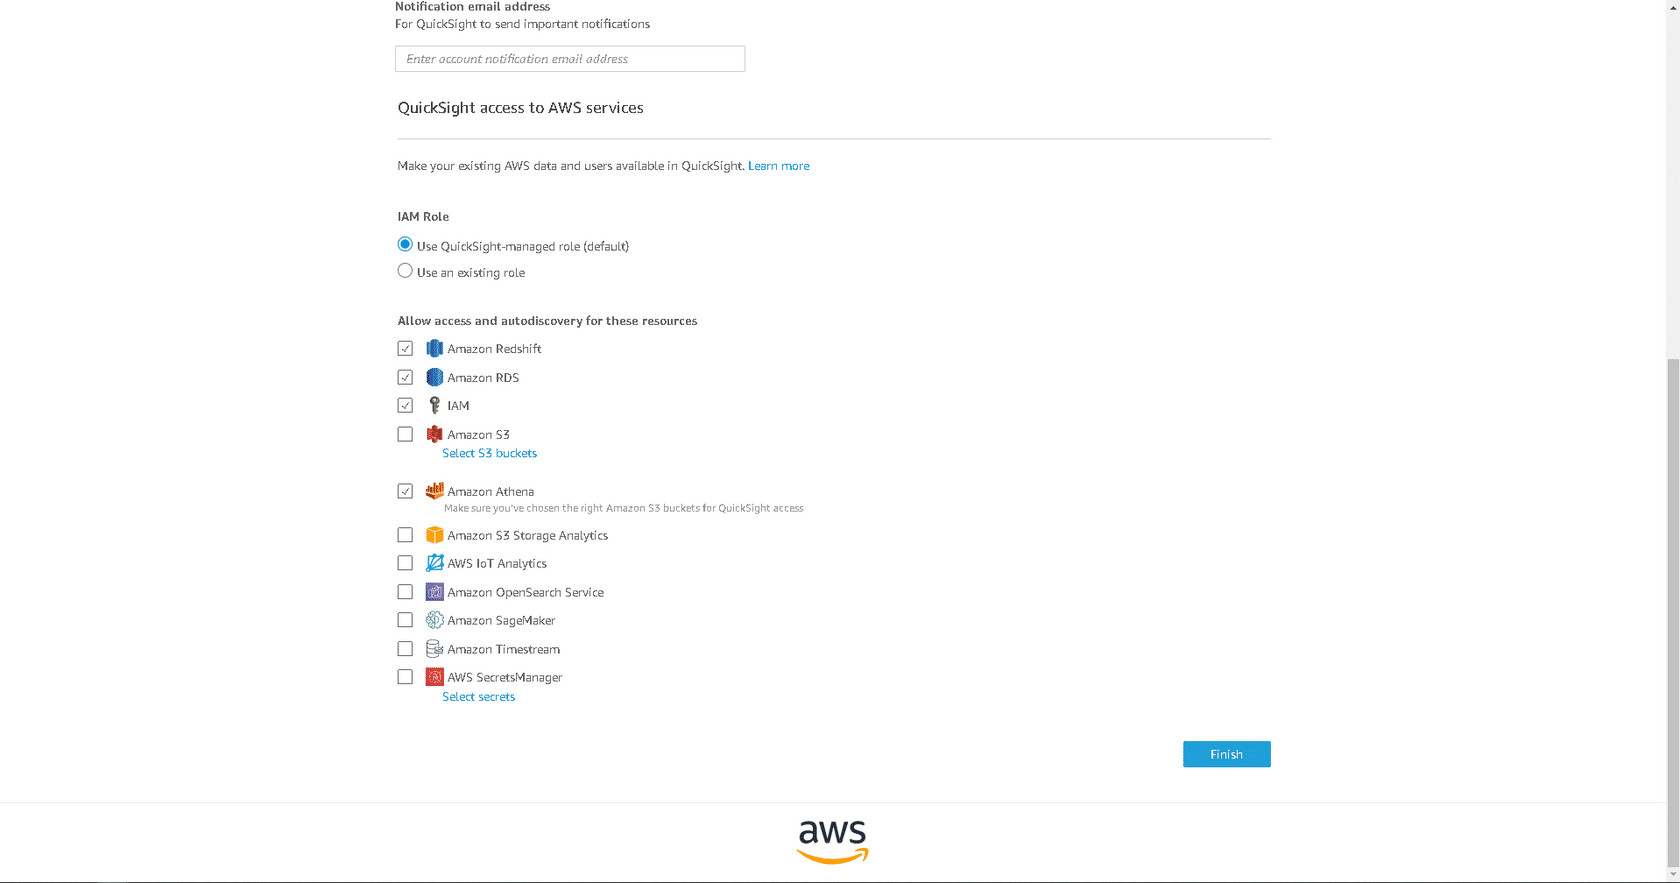 Notification email address
For QuickSight to send important notifications
Enter account notification email address
QuickSight access to AWS services
Make your existing AWS data and users available in QuickSight. Learn more
IAM Role
Use QuickSight-managed role (default)
Use an existing role
Allow access and autodiscovery for these resources
Amazon Redshift
Amazon RDS
IAM
Amazon S3
Select S3 buckets
Amazon Athena
Make sure you've chosen the right Amazon S3 buckets for QuickSight access
Amazon S3 Storage Analytics
AWS IoT Analytics
Amazon OpenSearch Service
Amazon SageMaker
Amazon Timestream
AWS SecretsManager
Select secrets
Finish
aws